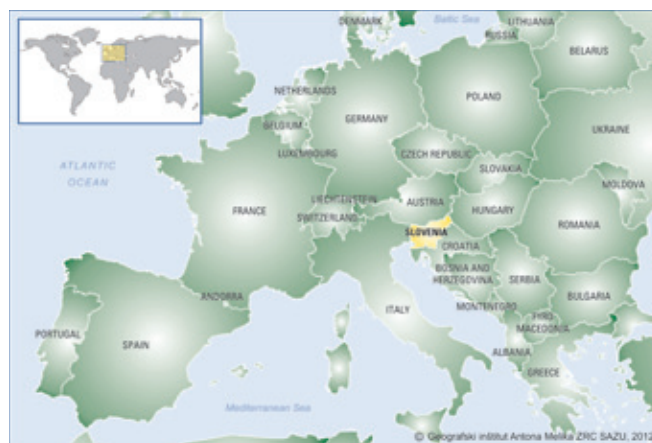 DENMARK
Baltic Sea
LITHUANIA
RUSSIA
BELARUS
NETHERLANDS
POLAND
GERMANY
BELGIUM
UKRAINE
LUXEMBOURG
CZECH REPUBLIC
SLOVAKIA
ATLANTIC
OCEAN
MOLDOVA
LIECHTENSTEIN
AUSTRIA
FRANCE
SWITZERLAND
HUNGARY
ROMANIA
SLOVENIA
CROATIA
BOSNIA AND
HERZEGOVINA
SERBIA
ANDORRA
BULGARIA
ITALY
MONTENEGRO
PORTUGAL
SPAIN
FYRO
MACEDONIA
ALBANIA
GREECE
Mediterranean Sea
© Geografski inštitut Antona Melika ZRC SAZU, 2012